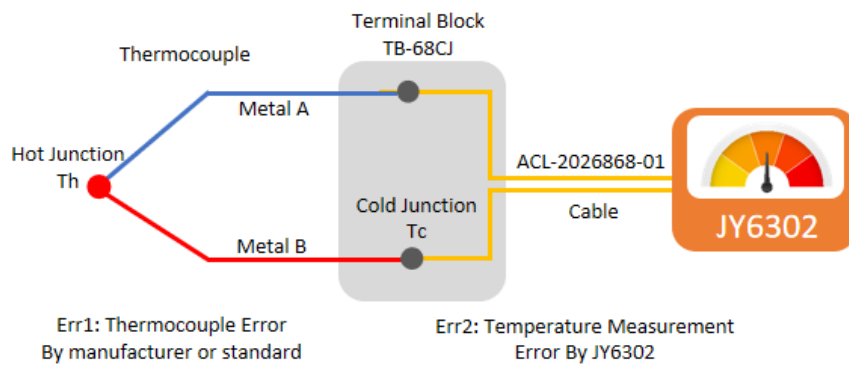 Terminal Block
TB-68CJ
Thermocouple
Metal A
Hot Junction
Th
ACL-2026868-01
Cable
Cold Junction
Tc
JY6302
Metal B
Err1: Thermocouple Error
By manufacturer or standard
Err2: Temperature Measurement
Error By JY6302